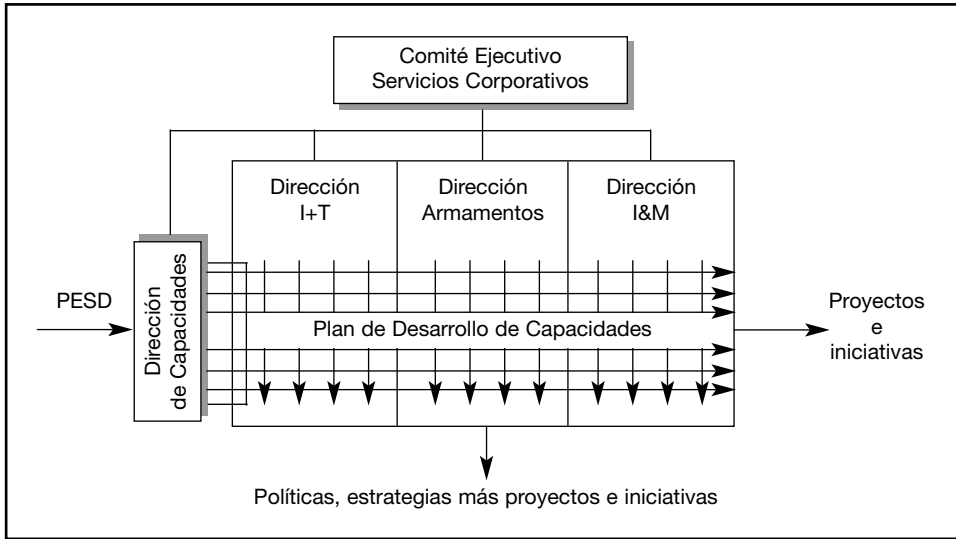 Comité Ejecutivo
Servicios Corporativos
Dirección
I+T
Dirección
Armamentos
Dirección
I&M
PESD
Dirección
de Capacidades
Plan de Desarrollo de Capacidades
Proyectos
e
iniciativas
Políticas, estrategias más proyectos e iniciativas